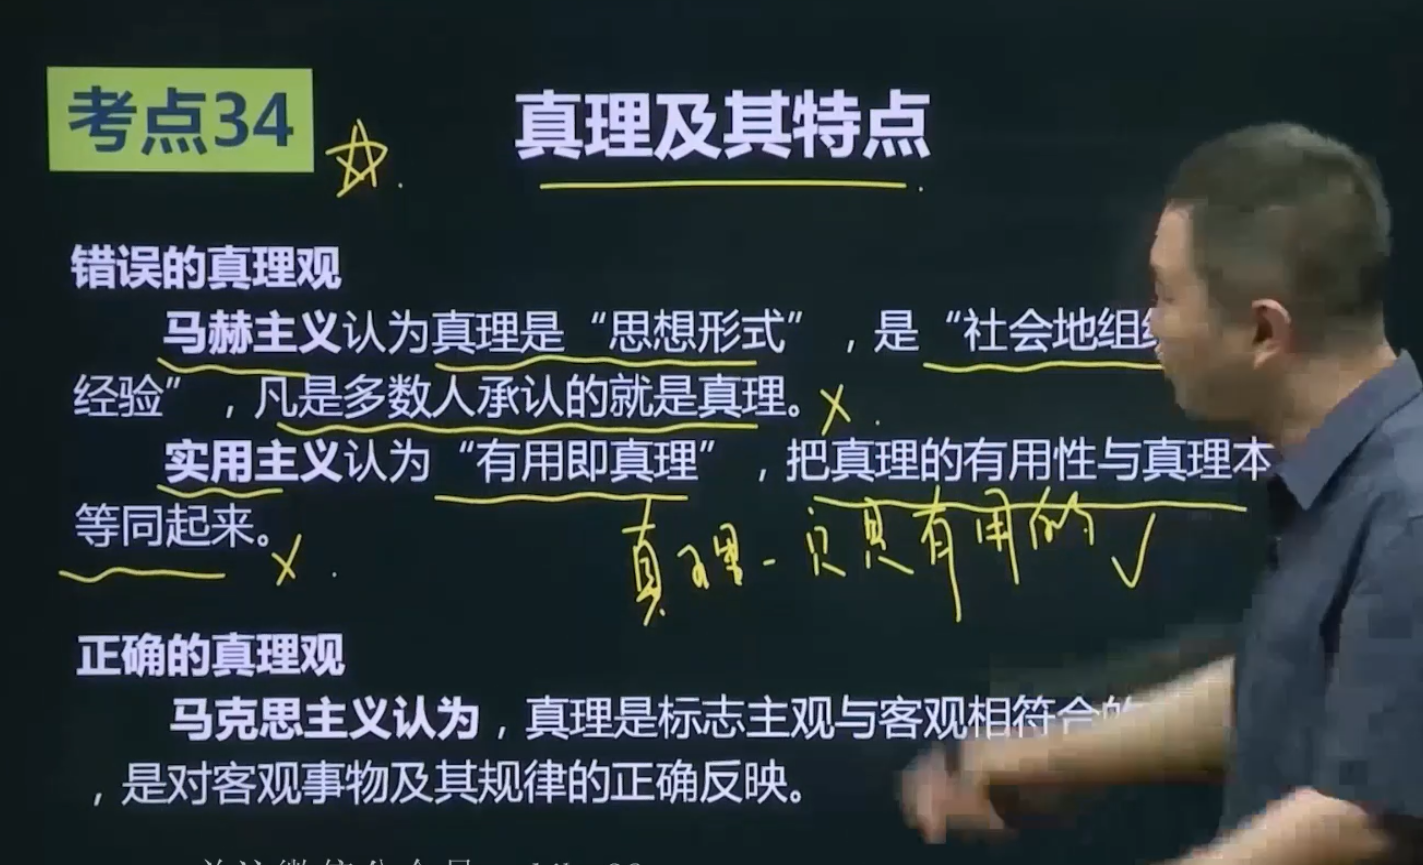 考点34
真理及其特点
错误的真理观
马赫主义认为真理是“思想形式”，是“社会地组
经验”，凡是多数人承认的就是真理。
实用主义认为“有用即真理”，把真理的有用性与真理本
等同起来。
真理-只是有用的
正确的真理观
马克思主义认为，真理是标志主观与客观相符合的
，是对客观事物及其规律的正确反映。